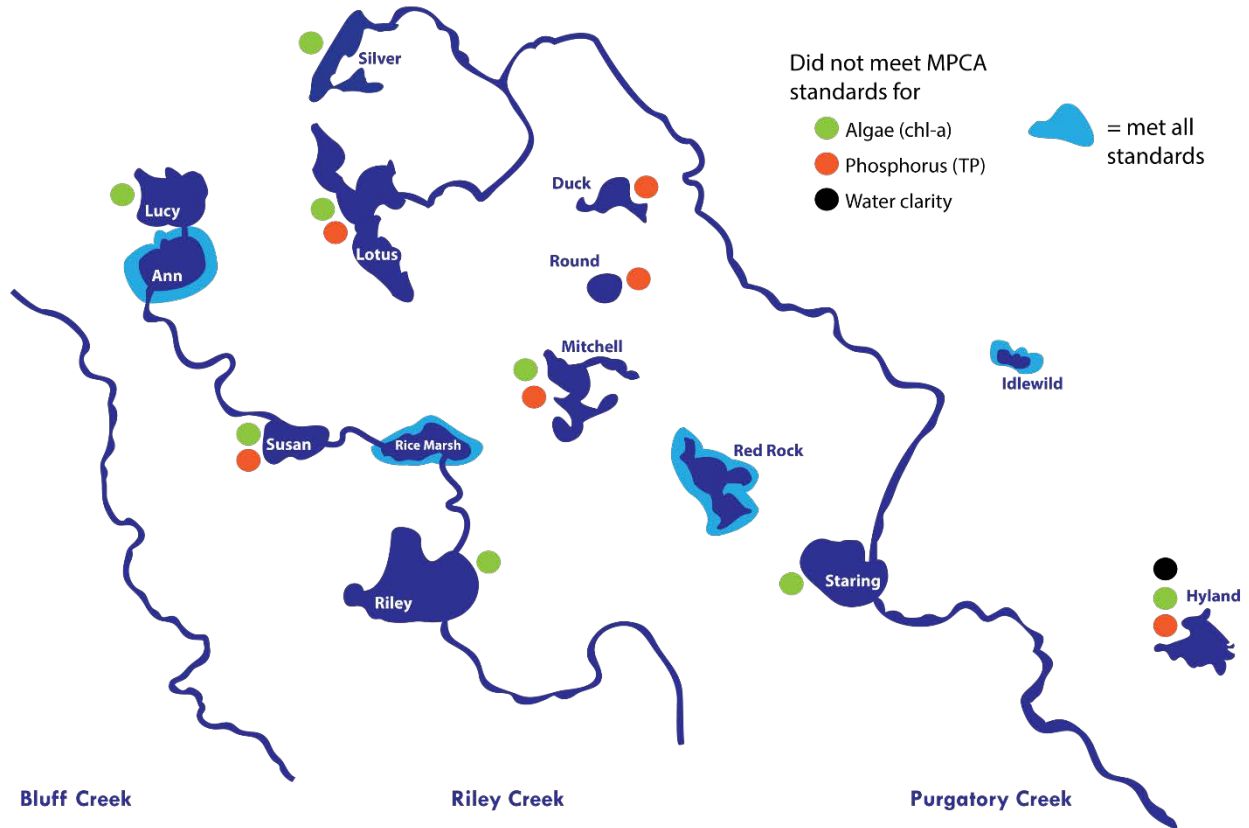 Silver
Did not meet MPCA
standards for
Algae (chl-a)
Phosphorus (TP)
Water clarity
= met all
standards
Lucy
Duck
Lotus
Ann
Round
Mitchell
Idlewild
Susan
Rice Marsh
Red Rock
Riley
Staring
Hyland
Bluff Creek
Riley Creek
Purgatory Creek